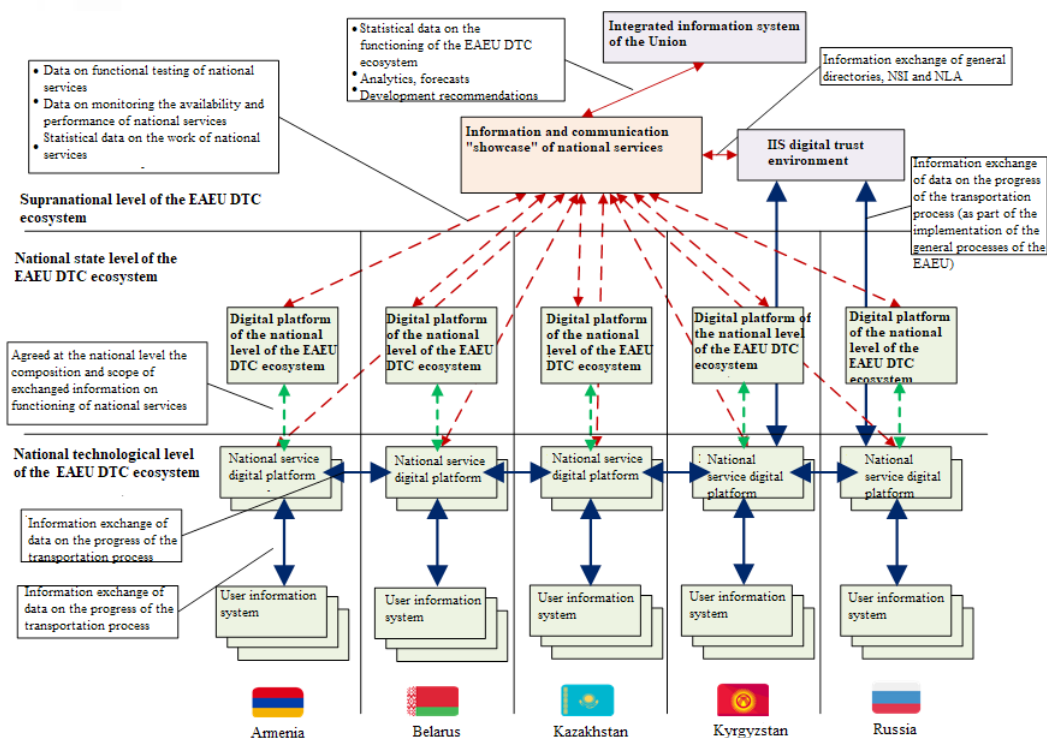 Statistical data on the
functioning of the EAEU DTC
ecosystem
Analytics, forecasts
Development recommendations
Integrated information system
of the Union
Information exchange of general
directories, NSI and NLA
Data on functional testing of national
services
Data on monitoring the availability and
performance of national services
Statistical data on the work of national
services
Information and communication
"showcase" of national services
IIS digital trust
environment
Information exchange
of data on the progress
of the transportation
process (as part of the
implementation of the
general processes of the
EAEU)
Supranational level of the EAEU DTC
ecosystem
National state level of the
EAEU DTC ecosystem
Digital platform
of the national
level of the EAEU
DTC ecosystem
Digital platform
of the national
level of the EAEU
DTC ecosystem
Digital platform
of the national
level of the EAEU
DTC ecosystem
Digital platform of
the national level
of the EAEU DTC
ecosystem
Digital platform
of the national
level of the
EAEU DTC
ecosystem
Agreed at the national level the
composition and scope of
exchanged information on
functioning of national services
National technological level
of the EAEU DTC ecosystem
National service
digital platform
National service
digital platform
National service
digital platform
National
service digital
platform
National
service digital
platform
Information exchange of
data on the progress of the
transportation process
Information exchange of
data on the progress of the
transportation process
User information
system
User information
system
User information
system
User information
system
User information
system
Armenia
Belarus
Kazakhstan
Kyrgyzstan
Russia